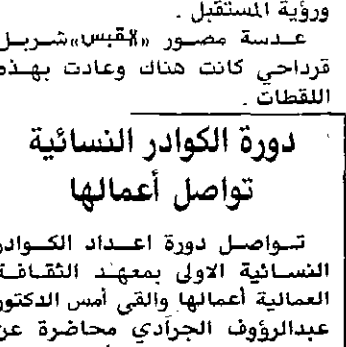 ورؤية المستقبل .
عدسة مصور «القبس» شربل
قرداحي كانت هناك وعادت بهذه
اللقطات .
دورة الكوادر النسائية
تواصل أعمالها
تواصل دورة اعداد الكوادر
النسائية الاولى بمعهد الثقافة
العمالية أعمالها والقى أمس الدكتور
عبدالرؤوف الجرادي محاضرة عن